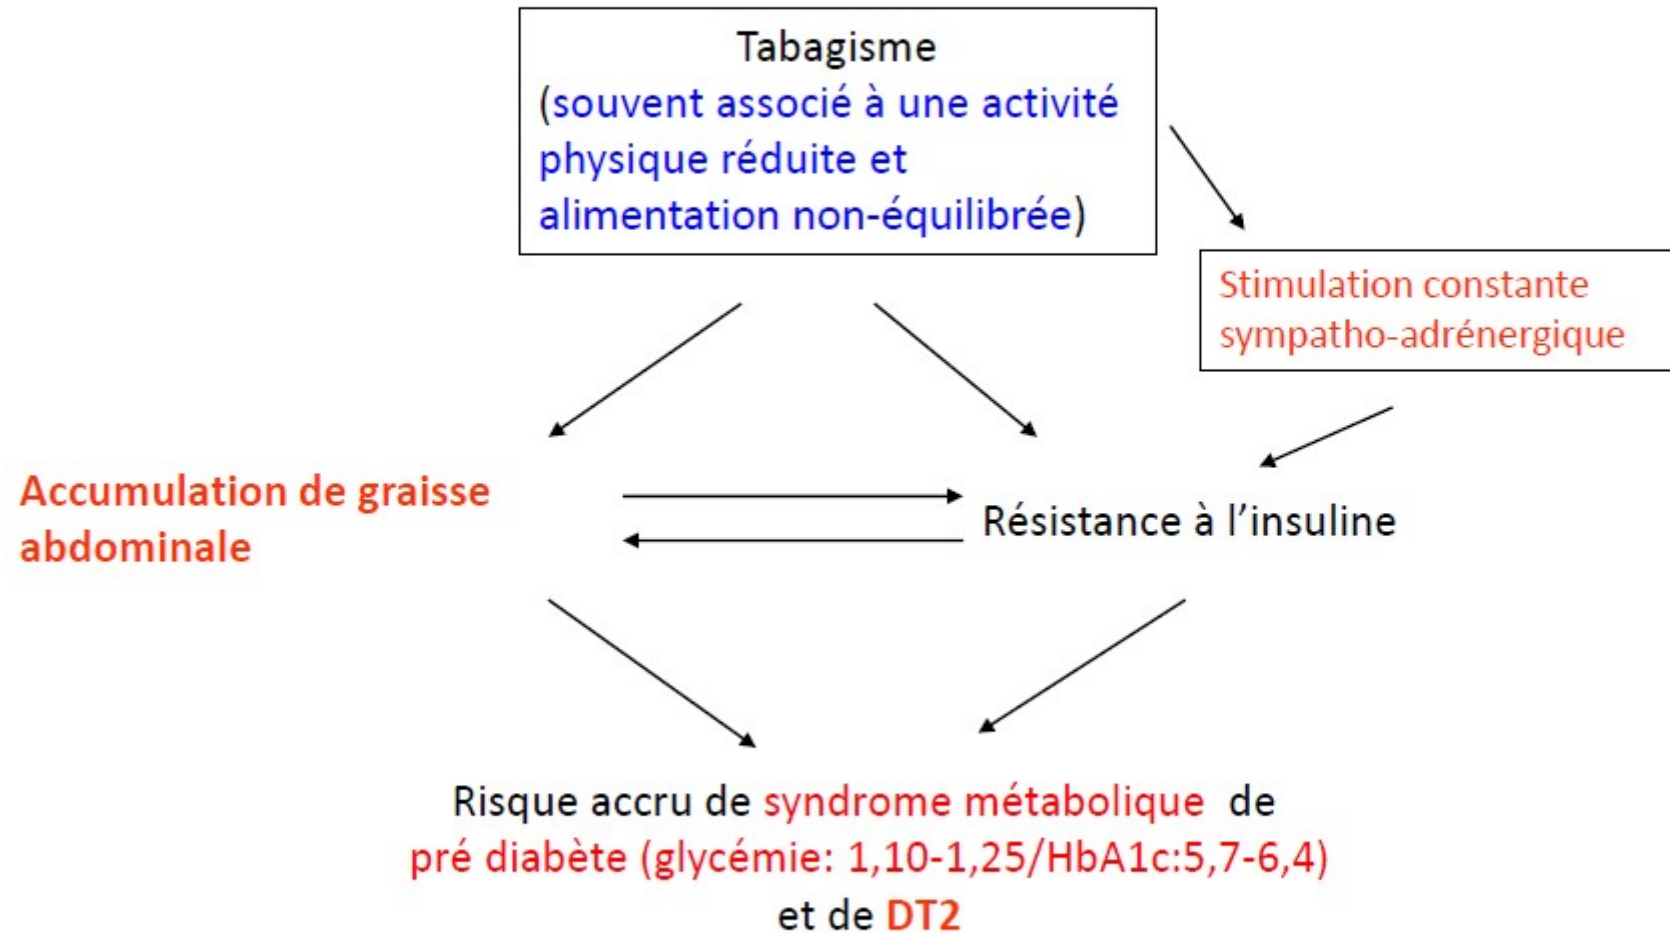 Tabagisme
(souvent associé à une activité
physique réduite et
alimentation non-équilibrée)
Stimulation constante
sympatho-adrénergique
Accumulation de graisse
abdominale
Résistance à l’insuline
Risque accru de syndrome métabolique de
pré diabète (glycémie: 1,10-1,25/HbA1c:5,7-6,4)
et de DT2